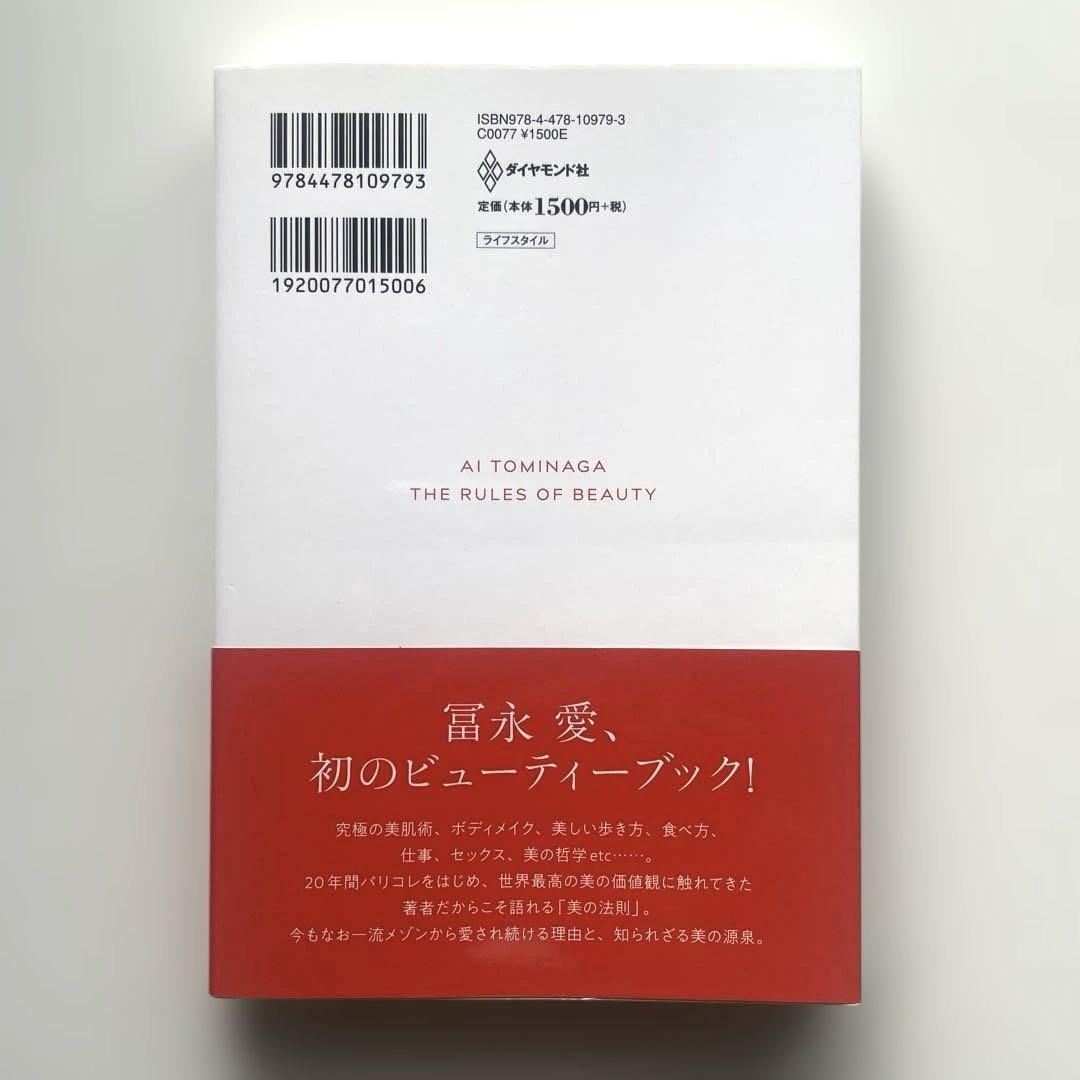 9784478109793
1920077015006
ISBN978-4-478-10979-3
C0077 ¥1500E
ダイヤモンド社
定価(本体1500円+税)
ライフスタイル
AI TOMINAGA
THE RULES OF BEAUTY
冨永 愛、
初のビューティーブック!
究極の美肌術、ボディメイク、美しい歩き方、食べ方、
仕事、セックス、美の哲学etc……。
20年間パリコレをはじめ、世界最高の美の価値観に触れてきた
著者だからこそ語れる「美の法則」。
今もなお一流メゾンから愛され続ける理由と、知られざる美の源泉。